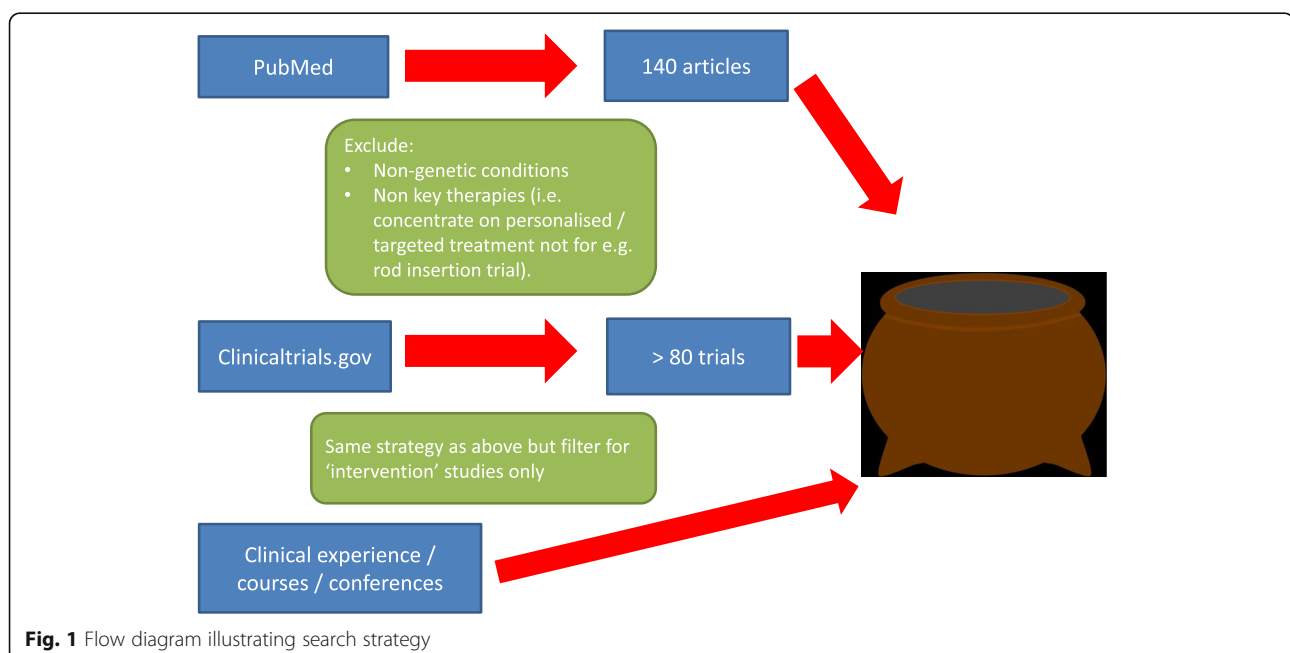 PubMed
140 articles
Exclude:
• Non-genetic conditions
• Non key therapies (i.e.
concentrate on personalised /
targeted treatment not for e.g.
rod insertion trial).
Clinicaltrials.gov
> 80 trials
Same strategy as above but filter for
‘intervention’ studies only
Clinical experience /
courses / conferences
Fig. 1 Flow diagram illustrating search strategy